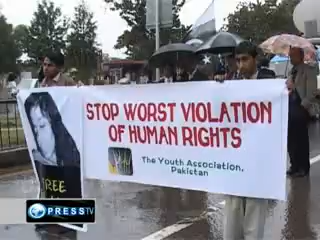 STOP WORST VIOLATION
OF HUMAN RIGHTS
The Youth Association,
Pakistan
FREE
PRESS TV